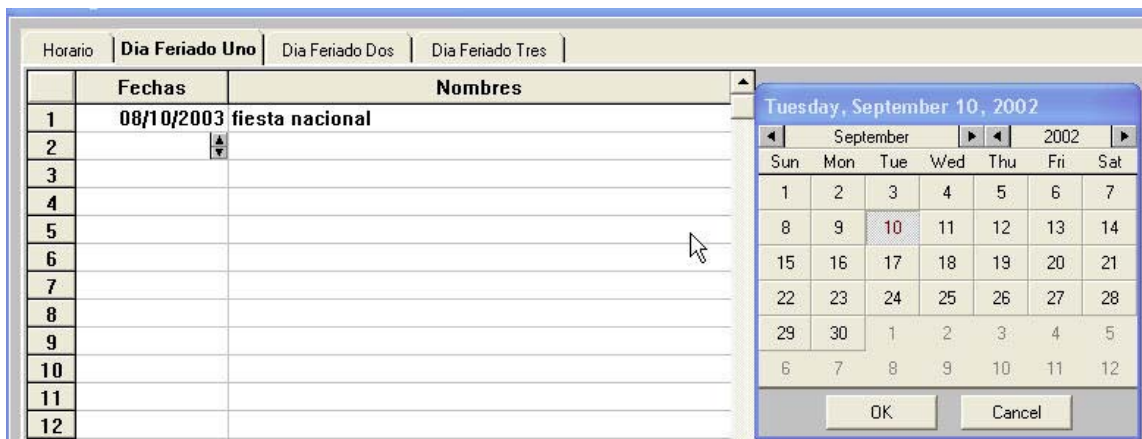 Horario Dia Feriado Uno Dia Feriado Dos Dia Feriado Tres
Fechas Nombres
1 08/10/2003 fiesta nacional
2
3
4
5
6
7
8
9
10
11
12
Tuesday, September 10, 2002
September 2002
Sun Mon Tue Wed Thu Fri Sat
1 2 3 4 5 6 7
8 9 10 11 12 13 14
15 16 17 18 19 20 21
22 23 24 25 26 27 28
29 30 1 2 3 4 5
6 7 8 9 10 11 12
OK Cancel